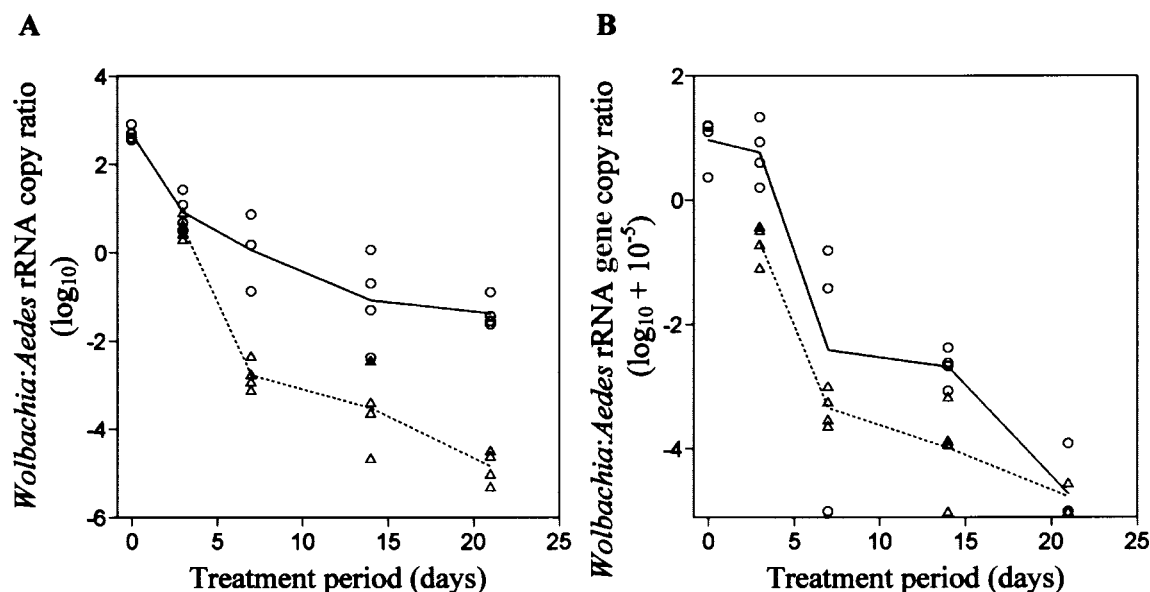 A
Wolbachia:Aedes rRNA copy ratio
(log10)
4
2
0
-2
-4
-6
0 5 10 15 20 25
Treatment period (days)
B
Wolbachia:Aedes rRNA gene copy ratio
(log10 + 10-5)
2
0
-2
-4
0 5 10 15 20 25
Treatment period (days)